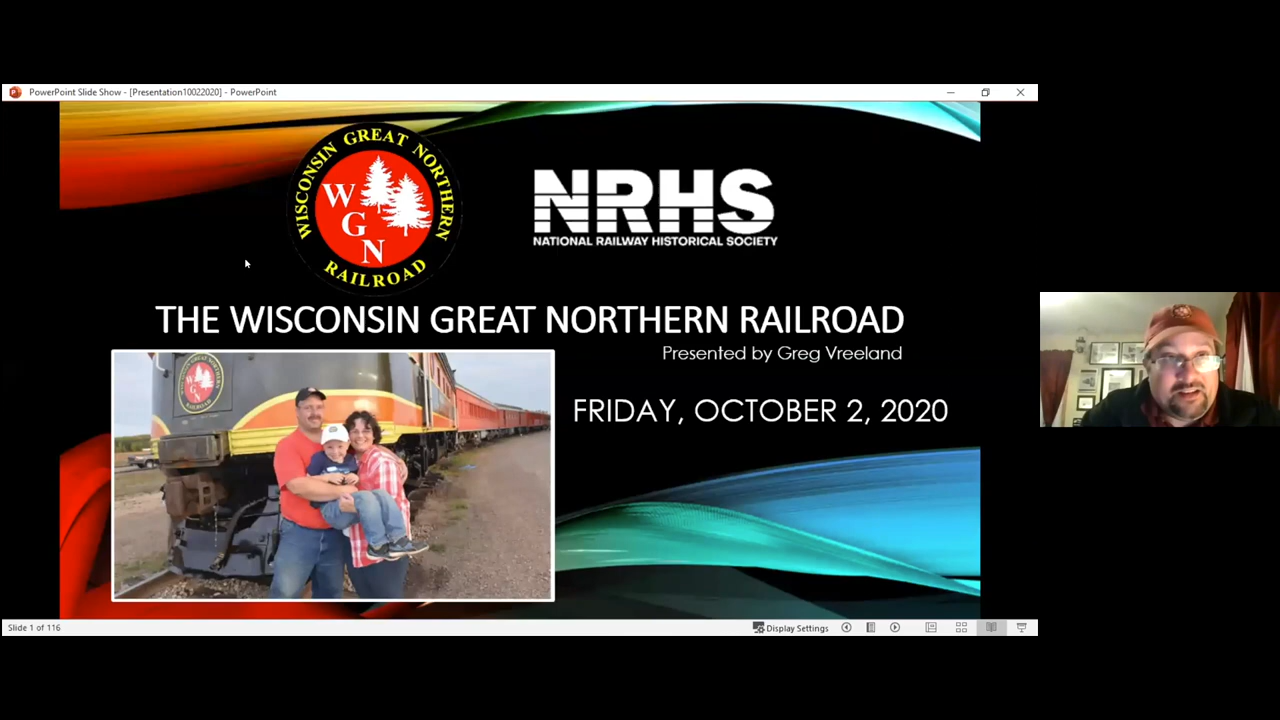 PowerPoint Slide Show - [Presentation10022020] - PowerPoint
WISCONSIN GREAT NORTHERN
W
G
N
RAILROAD
NRHS
NATIONAL RAILWAY HISTORICAL SOCIETY
THE WISCONSIN GREAT NORTHERN RAILROAD
Presented by Greg Vreeland
FRIDAY, OCTOBER 2, 2020
W
G
N
Slide 1 of 116
Display Settings